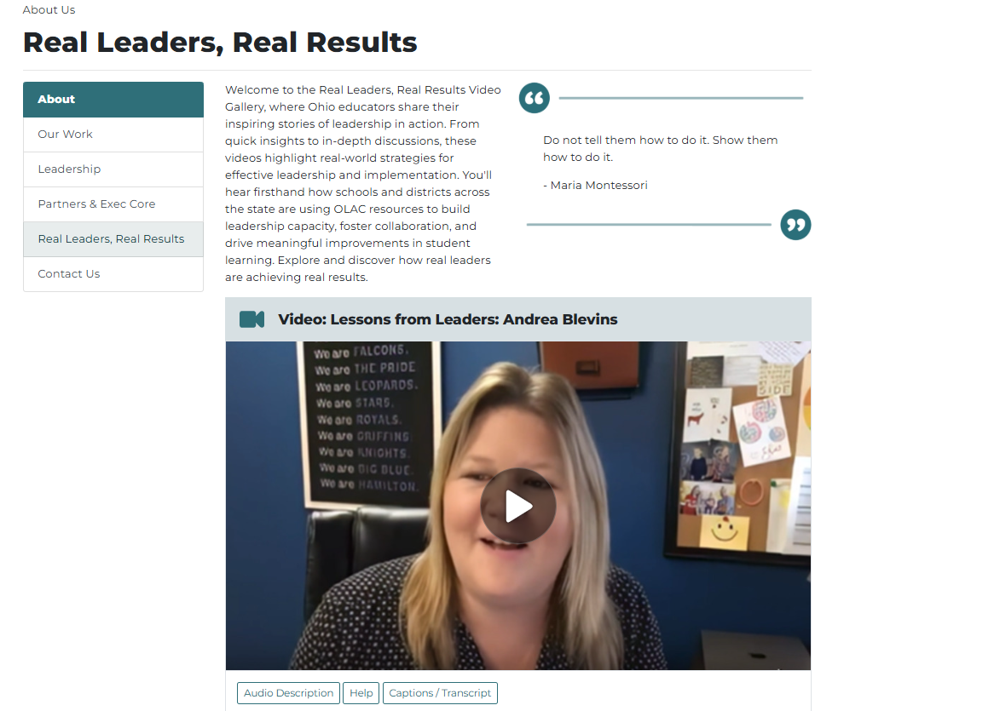 About Us
Real Leaders, Real Results
About
Our Work
Leadership
Partners & Exec Core
Real Leaders, Real Results
Contact Us
Welcome to the Real Leaders, Real Results Video
Gallery, where Ohio educators share their
inspiring stories of leadership in action. From
quick insights to in-depth discussions, these
videos highlight real-world strategies for
effective leadership and implementation. You'll
hear firsthand how schools and districts across
the state are using OLAC resources to build
leadership capacity, foster collaboration, and
drive meaningful improvements in student
learning. Explore and discover how real leaders
are achieving real results.
“
Do not tell them how to do it. Show them
how to do it.
- Maria Montessori
”
Video: Lessons from Leaders: Andrea Blevins
We are FALCONS.
We are THE PRIDE
We are LEOPARDS.
We are STARS.
We are ROYALS.
We are GRIFFINS
We are KNIGHTS.
We are BIG BLUE.
We are HAMILTON.
SIDE
Audio Description
Help
Captions / Transcript